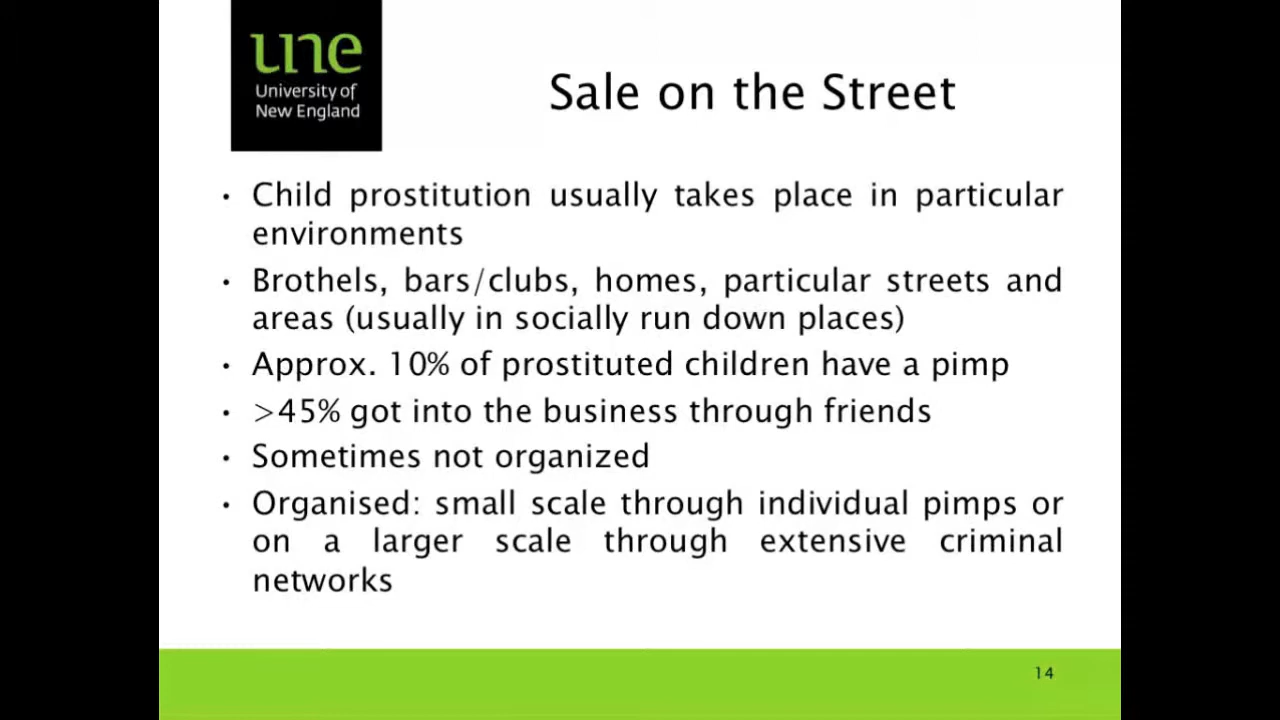 une
University of
New England
Sale on the Street
• Child prostitution usually takes place in particular
environments
• Brothels, bars/clubs, homes, particular streets and
areas (usually in socially run down places)
• Approx. 10% of prostituted children have a pimp
• >45% got into the business through friends
• Sometimes not organized
• Organised: small scale through individual pimps or
on a larger scale through extensive criminal
networks
14